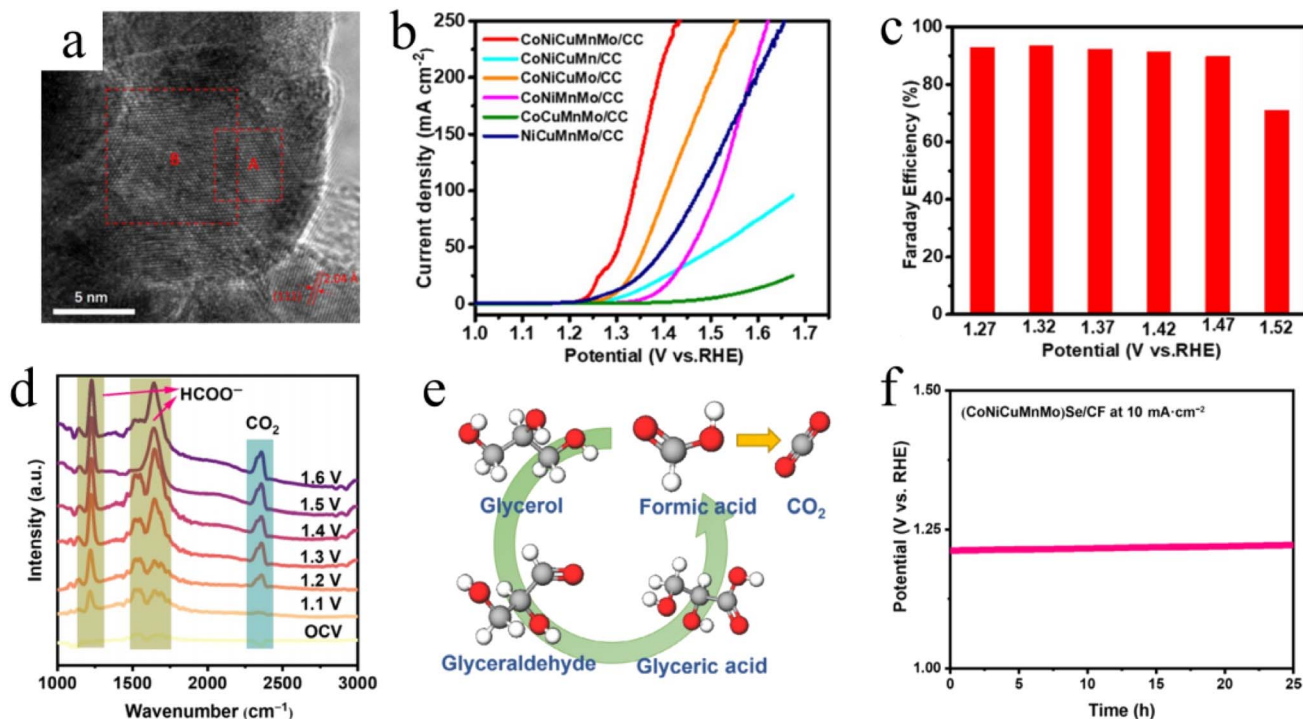 a
B
A
(111)
2.04 Å
5 nm
b
CoNiCuMnMo/CC
CoNiCuMn/CC
CoNiCuMo/CC
CoNiMnMo/CC
CoCuMnMo/CC
NiCuMnMo/CC
Current density (mA cm⁻²)
250
200
150
100
50
0
1.0 1.2 1.3 1.4 1.5 1.6 1.7
Potential (V vs.RHE)
c
Faraday Efficiency (%)
100
90
80
60
40
20
0
1.27 1.32 1.37 1.42 1.47 1.52
Potential (V vs.RHE)
d
HCOO⁻
CO₂
1.6 V
1.5 V
1.4 V
1.3 V
1.2 V
1.1 V
OCV
Intensity (a.u.)
1000 1500 2000 2500 3000
Wavenumber (cm⁻¹)
e
Glycerol
Formic acid
CO₂
Glyceraldehyde
Glyceric acid
f
(CoNiCuMnMo)Se/CF at 10 mA·cm⁻²
Potential (V vs. RHE)
1.50
1.25
1.00
0 5 10 15 20 25
Time (h)